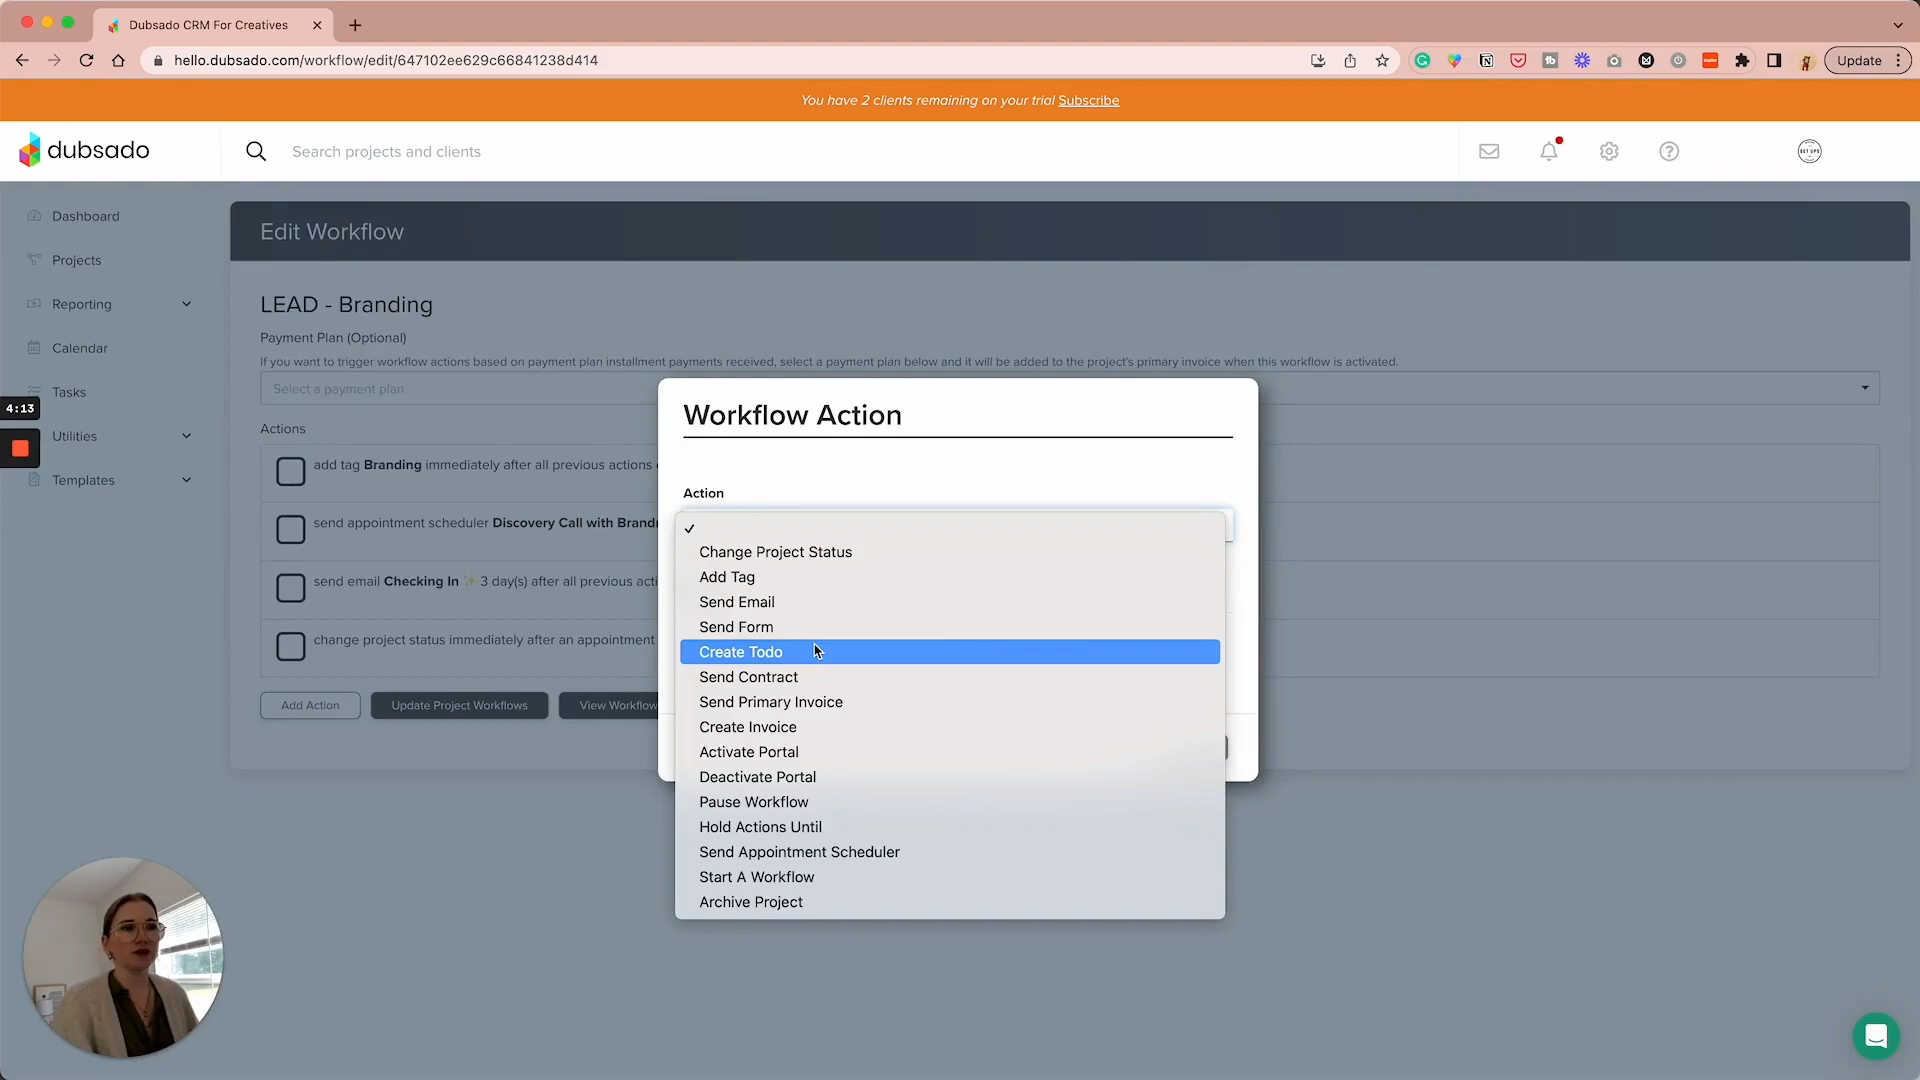 Dubsado CRM For Creatives
hello.dubsado.com/workflow/edit/647102ee629c66841238d414
Update
You have 2 clients remaining on your trial Subscribe
dubsado
Search projects and clients
Dashboard
Projects
Reporting
Calendar
Tasks
4:13
Utilities
Templates
Edit Workflow
LEAD - Branding
Payment Plan (Optional)
If you want to trigger workflow actions based on payment plan installment payments received, select a payment plan below and it will be added to the project's primary invoice when this workflow is activated.
Select a payment plan
Actions
add tag Branding immediately after all previous actions
send appointment scheduler Discovery Call with
send email Checking In ✨ 3 day(s) after all previous
change project status immediately after an appointment
Add Action
Update Project Workflows
View Workflow
Workflow Action
Action
✓
Change Project Status
Add Tag
Send Email
Send Form
Create Todo
Send Contract
Send Primary Invoice
Create Invoice
Activate Portal
Deactivate Portal
Pause Workflow
Hold Actions Until
Send Appointment Scheduler
Start A Workflow
Archive Project